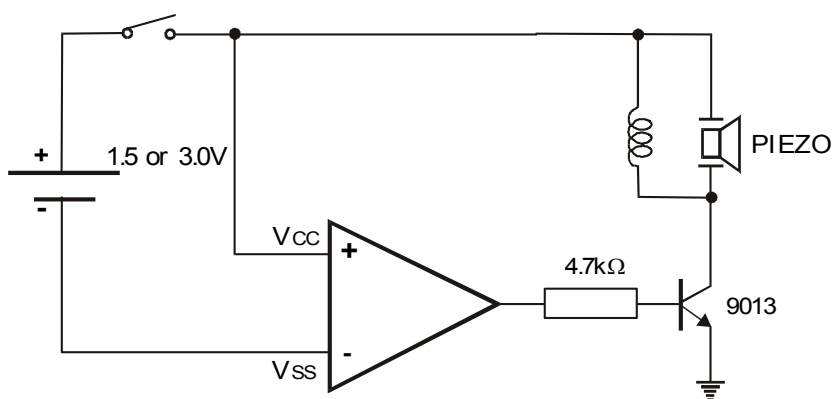 +
1.5 or 3.0V
-
PIEZO
VCC
+
4.7kΩ
9013
-
VSS